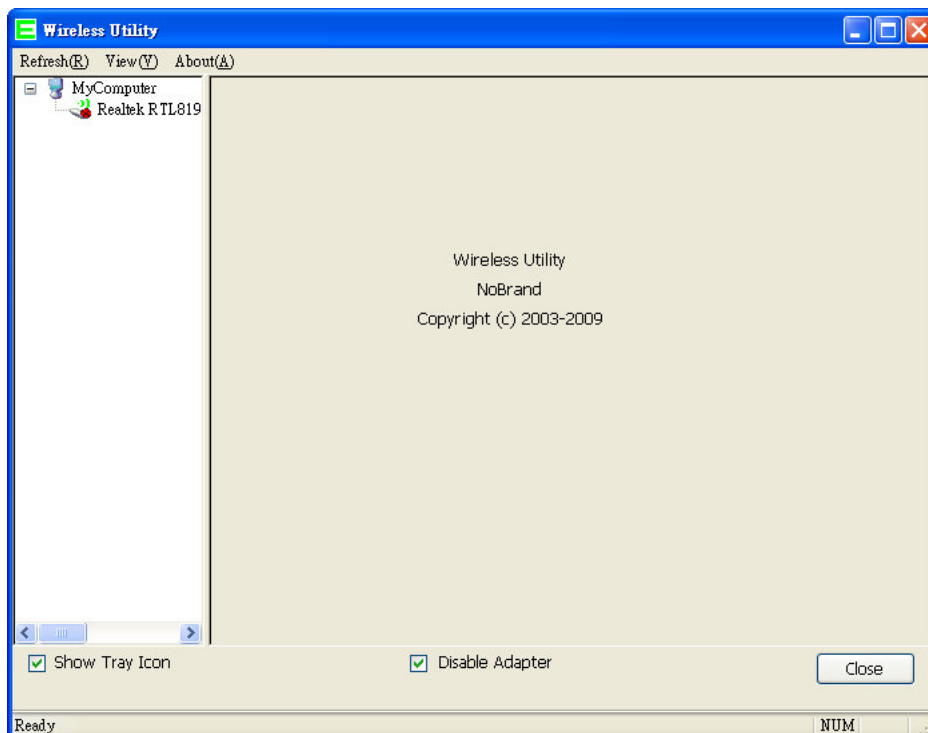 Wireless Utility
Refresh(R) View(V) About(A)
MyComputer
Realtek RTL819
Wireless Utility
NoBrand
Copyright (c) 2003-2009
Show Tray Icon
Disable Adapter
Close
Ready
NUM